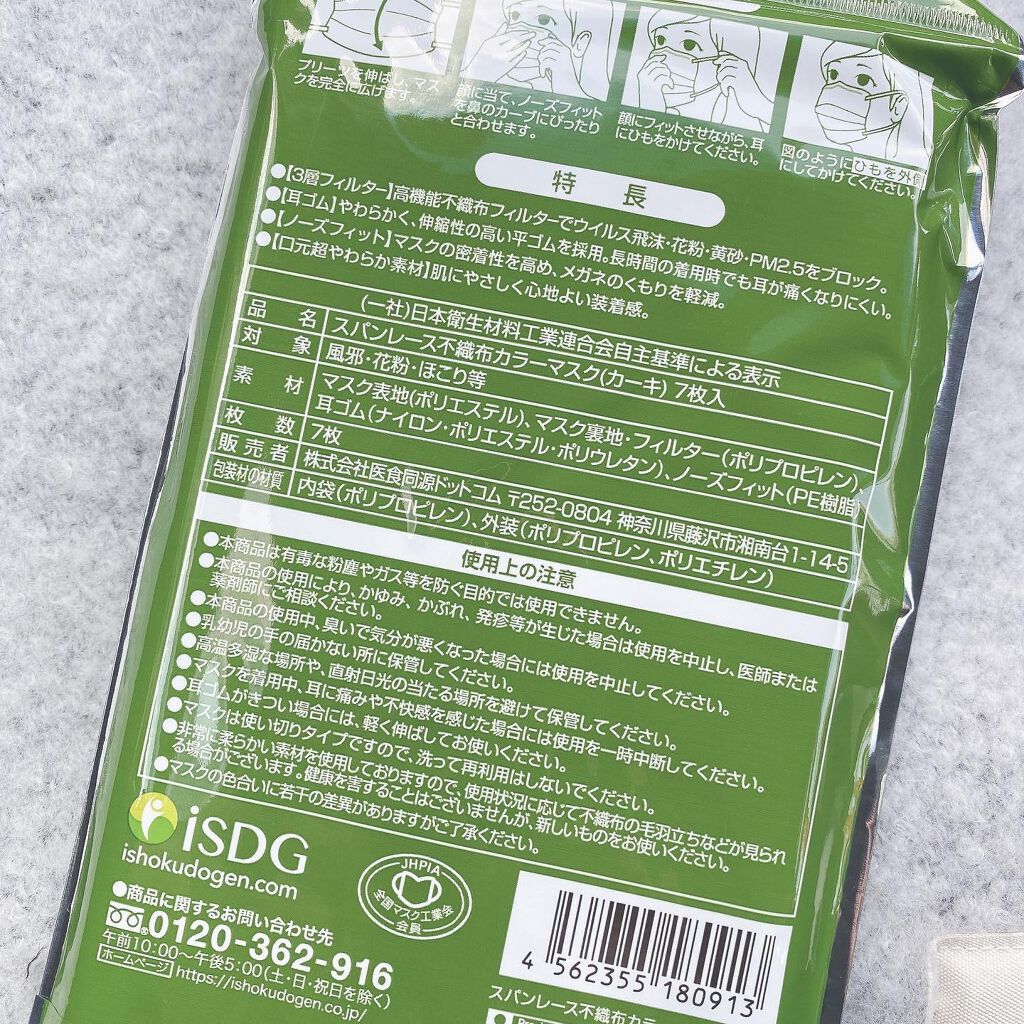 プリーツを伸ばし、マス
クを完全に広げます。
顔に当て、ノーズフィット
を鼻のカーブにぴったり
と合わせます。
顔にフィットさせながら、耳
にひもをかけてください。
図のようにひもを外側
にしてかけてください。
特 長
●【3層フィルター】高機能不織布フィルターでウイルス飛沫・花粉・黄砂・PM2.5をブロック。
●【耳ゴム】やわらかく、伸縮性の高い平ゴムを採用。長時間の着用時でも耳が痛くなりにくい。
●【ノーズフィット】マスクの密着性を高め、メガネのくもりを軽減。
●【口元超やわらか素材】肌にやさしく心地よい装着感。
(一社)日本衛生材料工業連合会自主基準による表示
品 名 スパンレース不織布カラーマスク(カーキ) 7枚入
対 象 風邪・花粉・ほこり等
素 材 マスク表地(ポリエステル)、マスク裏地・フィルター(ポリプロピレン)、
耳ゴム(ナイロン・ポリエステル・ポリウレタン)、ノーズフィット(PE樹脂)
枚 数 7枚
販売者 株式会社医食同源ドットコム 〒252-0804 神奈川県藤沢市湘南台1-14-5
包装材の材質 内袋(ポリプロピレン)、外装(ポリプロピレン、ポリエチレン)
使用上の注意
●本商品は有毒な粉塵やガス等を防ぐ目的では使用できません。
●本商品の使用により、かゆみ、かぶれ、発疹等が生じた場合は使用を中止し、医師または
薬剤師にご相談ください。
●本商品の使用中、臭いで気分が悪くなった場合には使用を中止してください。
●乳幼児の手の届かない所に保管してください。
●高温多湿な場所や、直射日光の当たる場所を避けて保管してください。
●マスクを着用中、耳に痛みや不快感を感じた場合には使用を一時中断してください。
●耳ゴムがきつい場合には、軽く伸ばしてお使いください。
●マスクは使い切りタイプですので、洗って再利用はしないでください。
●非常に柔らかい素材を使用しておりますので、使用状況に応じて不織布の毛羽立ちなどが見られ
る場合がございます。健康を害することはございませんが、新しいものをお使いください。
●マスクの色合いに若干の差異がありますがご了承ください。
iSDG
ishokudogen.com
JHPIA
全国マスク工業会
会員
●商品に関するお問い合わせ先
0120-362-916
午前10:00～午後5:00(土・日・祝日を除く)
ホームページ https://ishokudogen.co.jp/
4 562355 180913
スパンレース不織布カラ